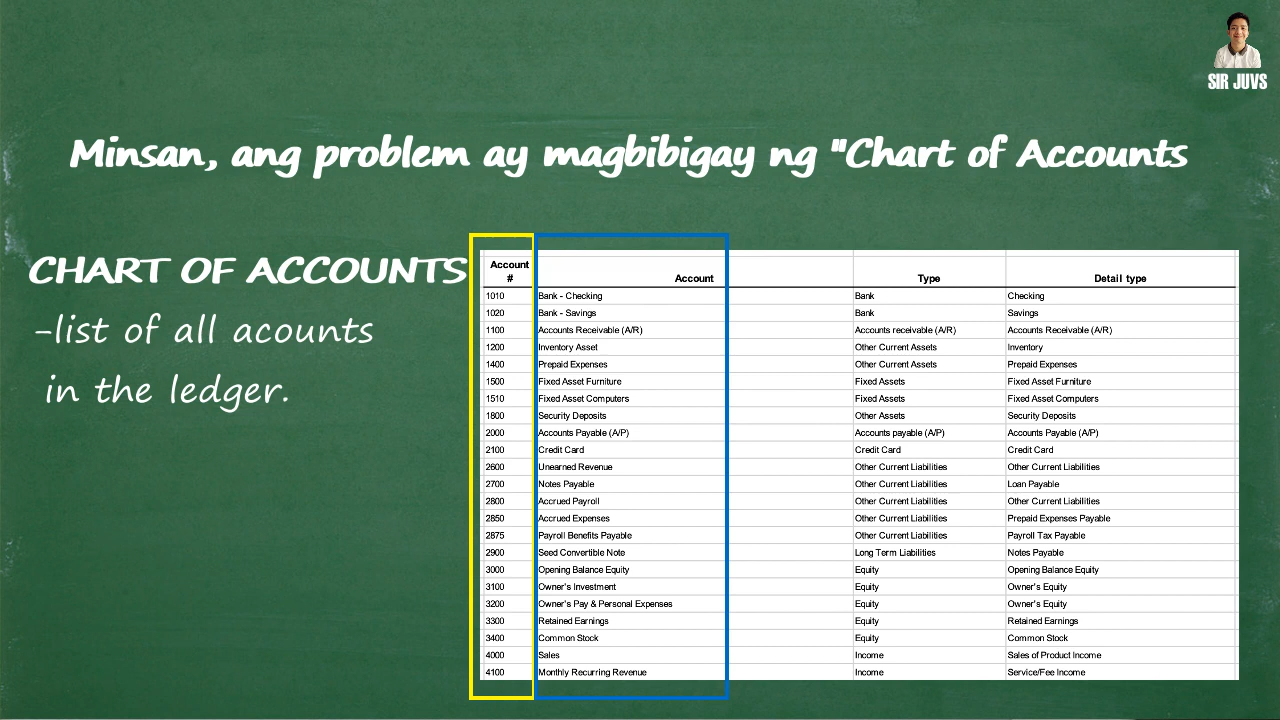 SIR JUVS
Minsan, ang problem ay magbibigay ng "Chart of Accounts
CHART OF ACCOUNTS
-list of all acounts
in the ledger.
Account # Account Type Detail type
1010 Bank - Checking Bank Checking
1020 Bank - Savings Bank Savings
1100 Accounts Receivable (A/R) Accounts receivable (A/R) Accounts Receivable (A/R)
1200 Inventory Asset Other Current Assets Inventory
1400 Prepaid Expenses Other Current Assets Prepaid Expenses
1500 Fixed Asset Furniture Fixed Assets Fixed Asset Furniture
1510 Fixed Asset Computers Fixed Assets Fixed Asset Computers
1800 Security Deposits Other Assets Security Deposits
2000 Accounts Payable (A/P) Accounts payable (A/P) Accounts Payable (A/P)
2100 Credit Card Credit Card Credit Card
2600 Unearned Revenue Other Current Liabilities Other Current Liabilities
2700 Notes Payable Other Current Liabilities Loan Payable
2800 Accrued Payroll Other Current Liabilities Other Current Liabilities
2850 Accrued Expenses Other Current Liabilities Prepaid Expenses Payable
2875 Payroll Benefits Payable Other Current Liabilities Payroll Tax Payable
2900 Seed Convertible Note Long Term Liabilities Notes Payable
3000 Opening Balance Equity Equity Opening Balance Equity
3100 Owner's Investment Equity Owner's Equity
3200 Owner's Pay & Personal Expenses Equity Owner's Equity
3300 Retained Earnings Equity Retained Earnings
3400 Common Stock Equity Common Stock
4000 Sales Income Sales of Product Income
4100 Monthly Recurring Revenue Income Service/Fee Income